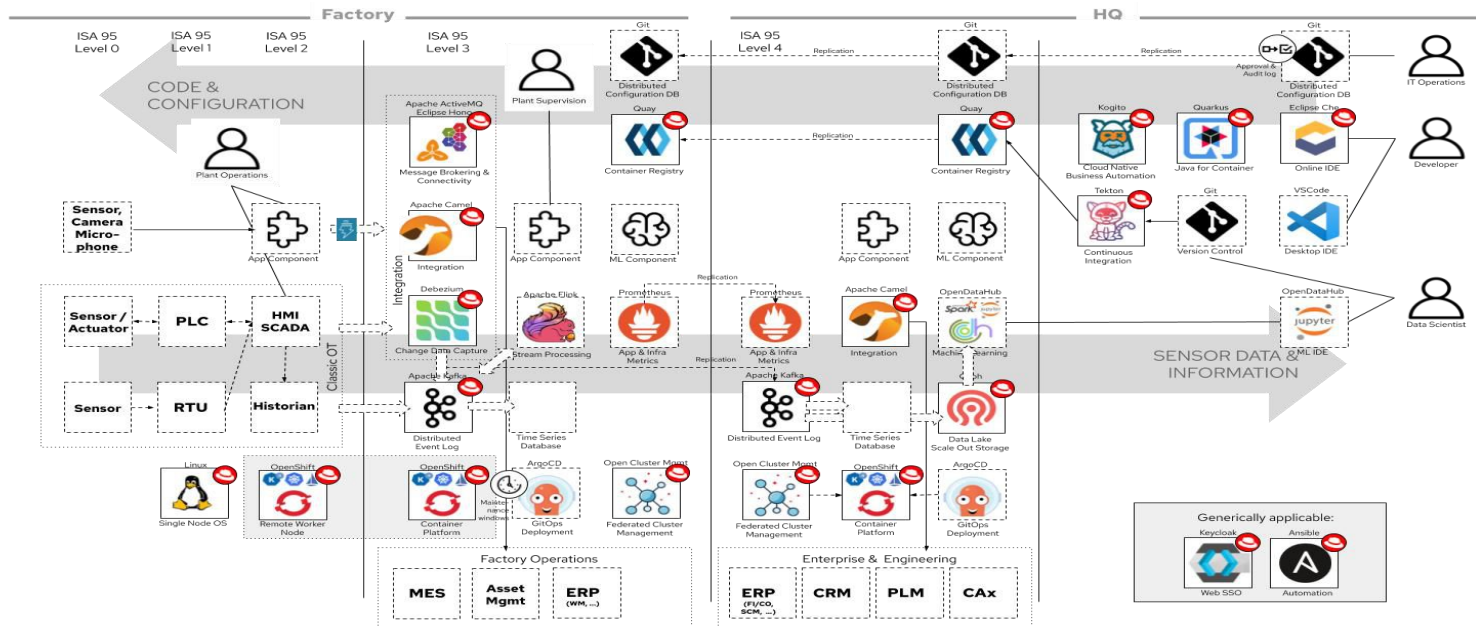 Factory
HQ
ISA 95
Level 0
ISA 95
Level 1
ISA 95
Level 2
ISA 95
Level 3
ISA 95
Level 4
Git
Distributed
Configuration DB
Replication
Git
Distributed
Configuration DB
Replication
Approval &
Audit log
Git
Distributed
Configuration DB
IT Operations
CODE &
CONFIGURATION
Plant Supervision
Apache ActiveMQ
Eclipse Hono
Message Brokering &
Connectivity
Quay
Container Registry
Replication
Quay
Container Registry
Kogito
Cloud Native
Business Automation
Quarkus
Java for Container
Eclipse Che
Online IDE
Developer
Plant Operations
Sensor,
Camera
Micro-
phone
App Component
Apache Camel
Integration
Integration
App Component
ML Component
App Component
ML Component
Tekton
Continuous
Integration
Git
Version Control
VSCode
Desktop IDE
Sensor /
Actuator
PLC
HMI
SCADA
Classic OT
Debezium
Change Data Capture
Apache Flink
Stream Processing
Prometheus
App & Infra
Metrics
Replication
Prometheus
App & Infra
Metrics
Apache Camel
Integration
OpenDataHub
Spark
jupyter
Machine Learning
OpenDataHub
jupyter
ML IDE
Data Scientist
SENSOR DATA &
INFORMATION
Sensor
RTU
Historian
Apache Kafka
Distributed
Event Log
Time Series
Database
Replication
Apache Kafka
Distributed Event Log
Time Series
Database
Data Lake
Scale Out Storage
Linux
Single Node OS
OpenShift
Remote Worker
Node
OpenShift
Container
Platform
Mainte-
nance
windows
ArgoCD
GitOps
Deployment
Open Cluster Mgmt
Federated Cluster
Management
Open Cluster Mgmt
Federated Cluster
Management
OpenShift
Container
Platform
ArgoCD
GitOps
Deployment
Factory Operations
MES
Asset
Mgmt
ERP
(WM, ...)
Enterprise & Engineering
ERP
(FI/CO,
SCM, ...)
CRM
PLM
CAx
Generically applicable:
Keycloak
Web SSO
Ansible
Automation